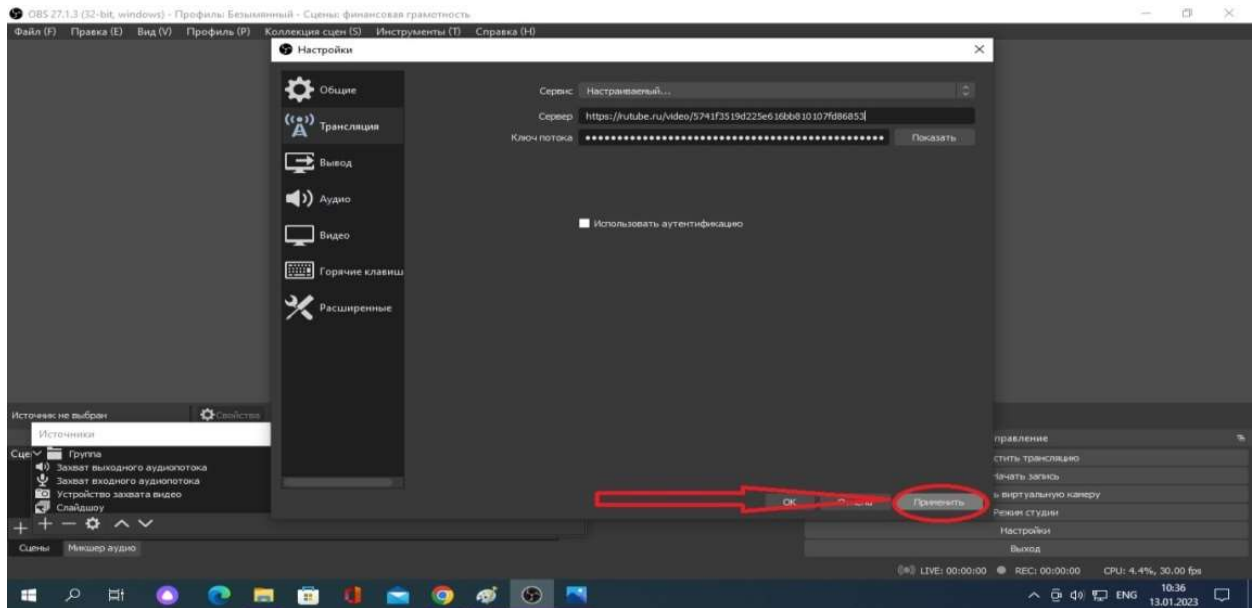 OBS 27.1.3 (32-bit, windows) - Профиль: Безымянный - Сцены: финансовая грамотность
Файл (F) Правка (E) Вид (V) Профиль (P) Коллекция сцен (S) Инструменты (T) Справка (H)
Настройки
Общие
Трансляция
Вывод
Аудио
Видео
Горячие клавиш
Расширенные
Сервис Настраиваемый...
Сервер https://rutube.ru/video/5741f3519d225e616bb810107fd86853
Ключ потока Показать
Использовать аутентификацию
OK Применить
Источник не выбран Свойства
Источники
Сце Группа
Захват выходного аудиопотока
Захват входного аудиопотока
Устройство захвата видео
Слайдшоу
Сцены Микшер аудио
правление
стить трансляцию
Начать запись
ь виртуальную камеру
Режим студии
Настройки
Выход
LIVE: 00:00:00 REC: 00:00:00 CPU: 4.4%, 30.00 fps
ENG 10:36
13.01.2023